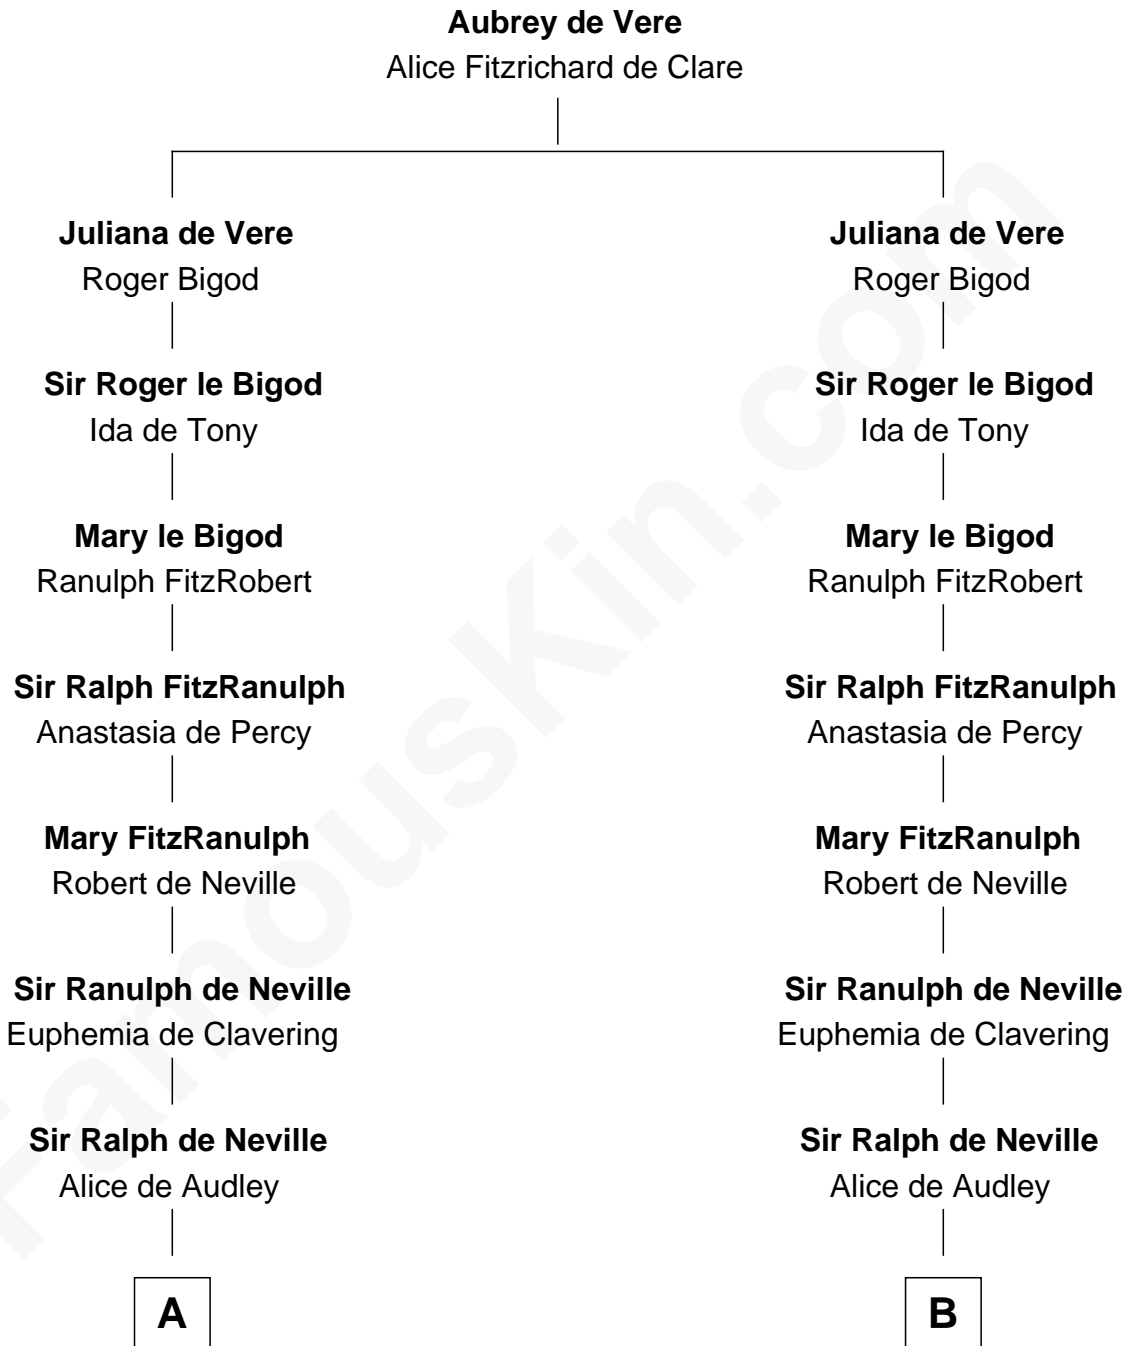 Aubrey de Vere
Alice Fitzrichard de Clare
Juliana de Vere
Roger Bigod
Sir Roger le Bigod
Ida de Tony
Mary le Bigod
Ranulph FitzRobert
Sir Ralph FitzRanulph
Anastasia de Percy
Mary FitzRanulph
Robert de Neville
Sir Ranulph de Neville
Euphemia de Clavering
Sir Ralph de Neville
Alice de Audley
A
Juliana de Vere
Roger Bigod
Sir Roger le Bigod
Ida de Tony
Mary le Bigod
Ranulph FitzRobert
Sir Ralph FitzRanulph
Anastasia de Percy
Mary FitzRanulph
Robert de Neville
Sir Ranulph de Neville
Euphemia de Clavering
Sir Ralph de Neville
Alice de Audley
B
FamousKin.com